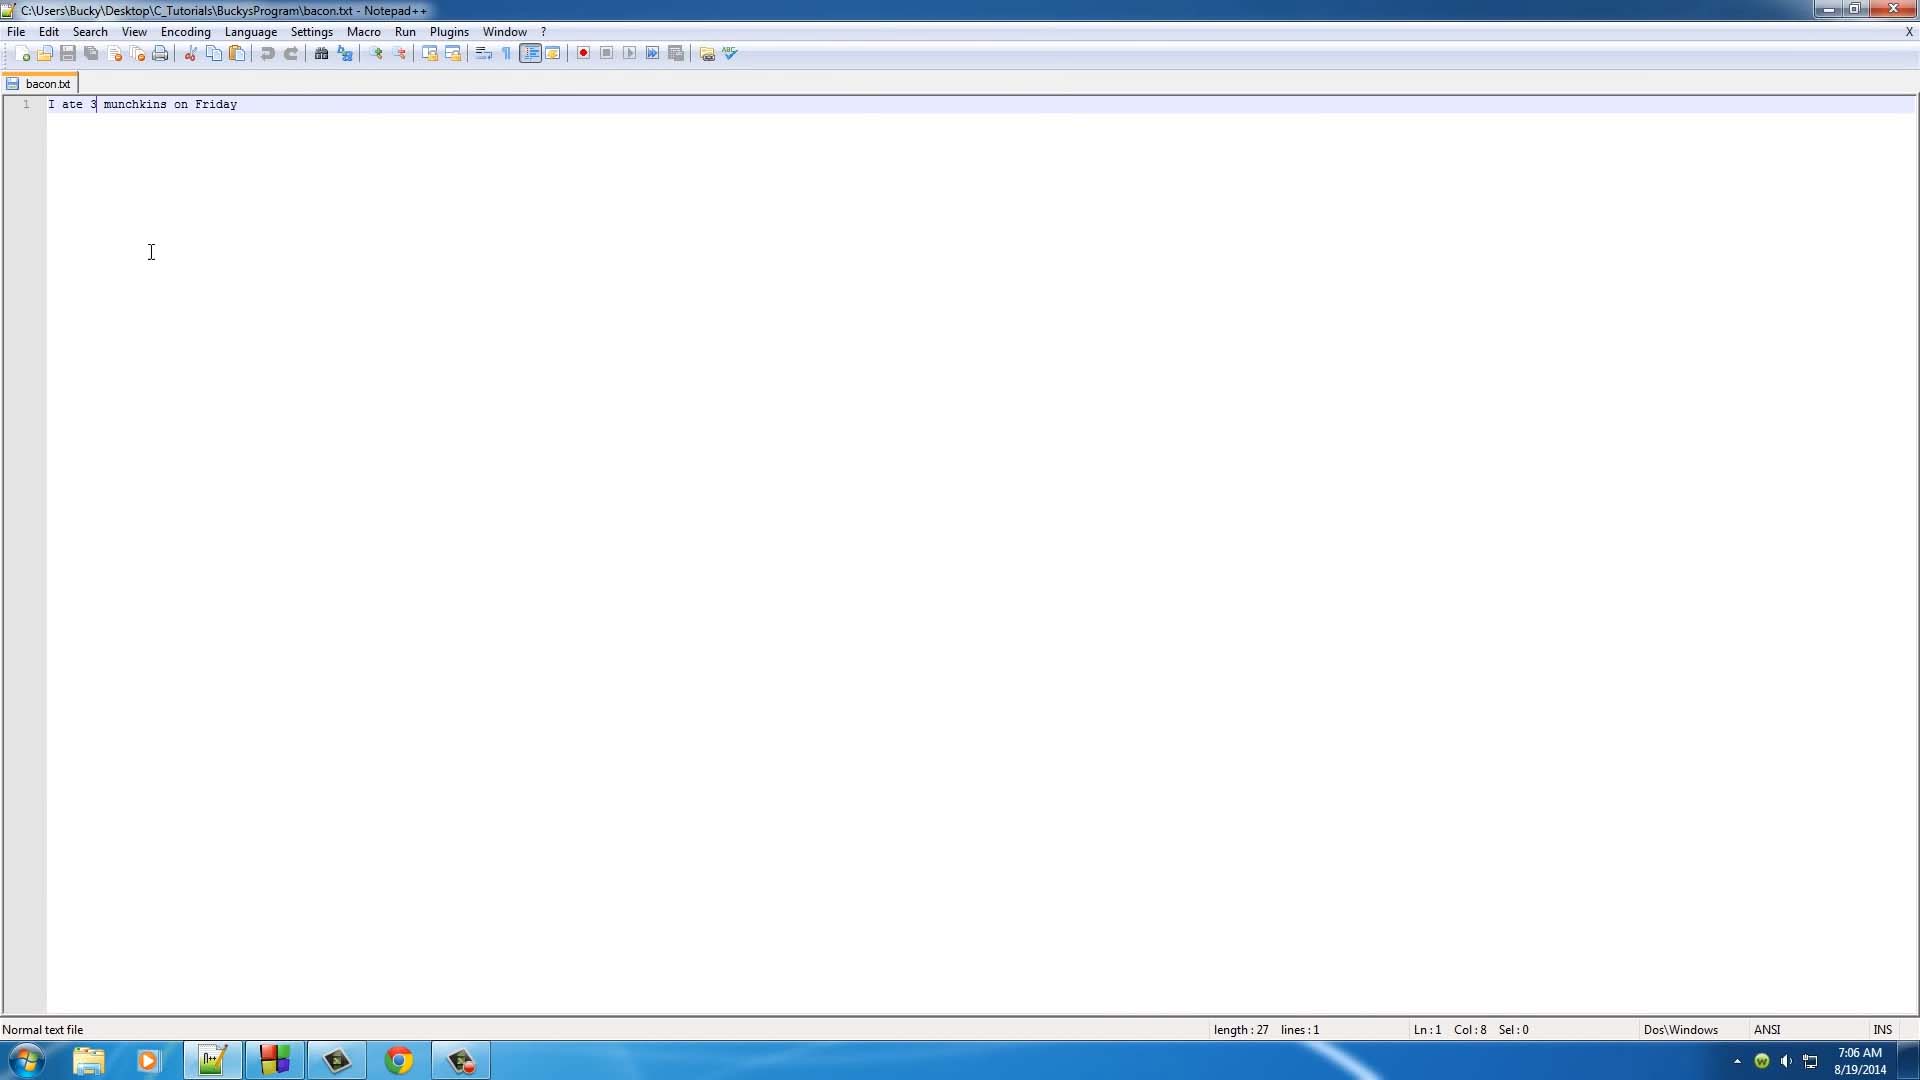 C:\Users\Bucky\Desktop\C_Tutorials\BuckysProgram\bacon.txt - Notepad++
File Edit Search View Encoding Language Settings Macro Run Plugins Window ? X
bacon.txt
1 I ate 3 munchkins on Friday
Normal text file length : 27 lines : 1 Ln : 1 Col : 8 Sel : 0 Dos\Windows ANSI INS
7:06 AM
8/19/2014